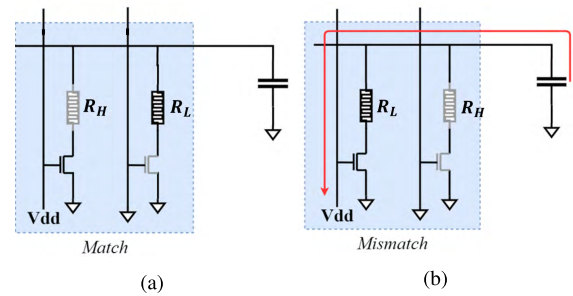 R_H R_L R_L R_H
Vdd Vdd
Match Mismatch
(a) (b)